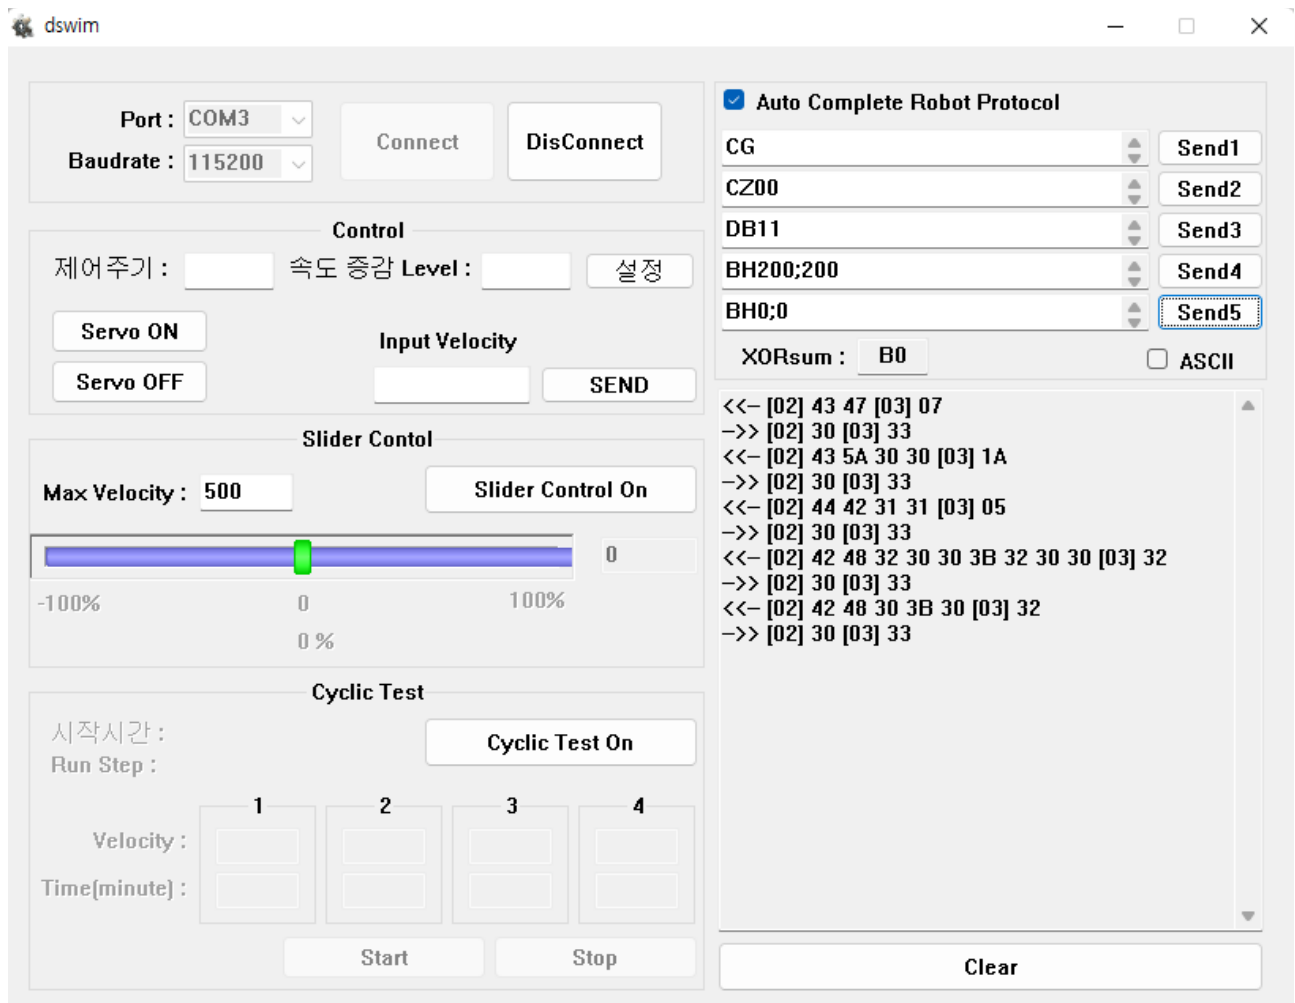 dswim
Port : COM3
Baudrate : 115200
Connect
DisConnect
Control
제어주기 :
속도 증감 Level :
설정
Servo ON
Servo OFF
Input Velocity
SEND
Slider Contol
Max Velocity : 500
Slider Control On
0
-100%
0
100%
0 %
Cyclic Test
시작시간 :
Run Step :
Cyclic Test On
1
2
3
4
Velocity :
Time(minute) :
Start
Stop
Auto Complete Robot Protocol
CG
Send1
CZ00
Send2
DB11
Send3
BH200;200
Send4
BH0;0
Send5
XORsum : B0
ASCII
<<- [02] 43 47 [03] 07
->> [02] 30 [03] 33
<<- [02] 43 5A 30 30 [03] 1A
->> [02] 30 [03] 33
<<- [02] 44 42 31 31 [03] 05
->> [02] 30 [03] 33
<<- [02] 42 48 32 30 30 3B 32 30 30 [03] 32
->> [02] 30 [03] 33
<<- [02] 42 48 30 3B 30 [03] 32
->> [02] 30 [03] 33
Clear